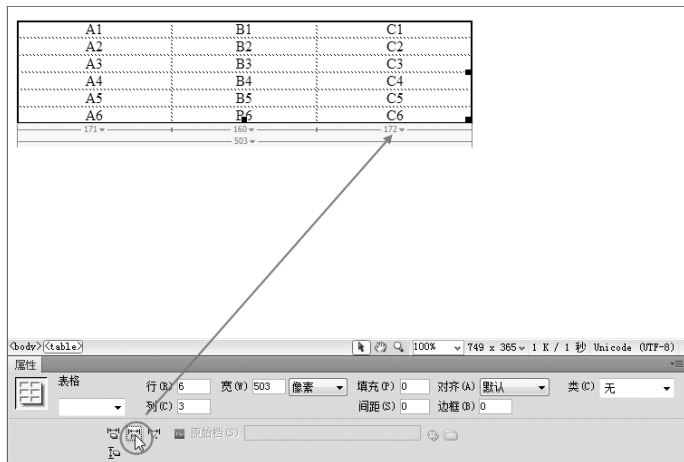 A1 B1 C1
A2 B2 C2
A3 B3 C3
A4 B4 C4
A5 B5 C5
A6 B6 C6
171 160 172
503
<body> <table> 100% 749 x 365 1 K / 1 秒 Unicode (UTF-8)
属性
表格 行(R) 6 宽(W) 503 像素 填充(P) 0 对齐(A) 默认 类(C) 无
列(C) 3 间距(S) 0 边框(B) 0
原始档(S)